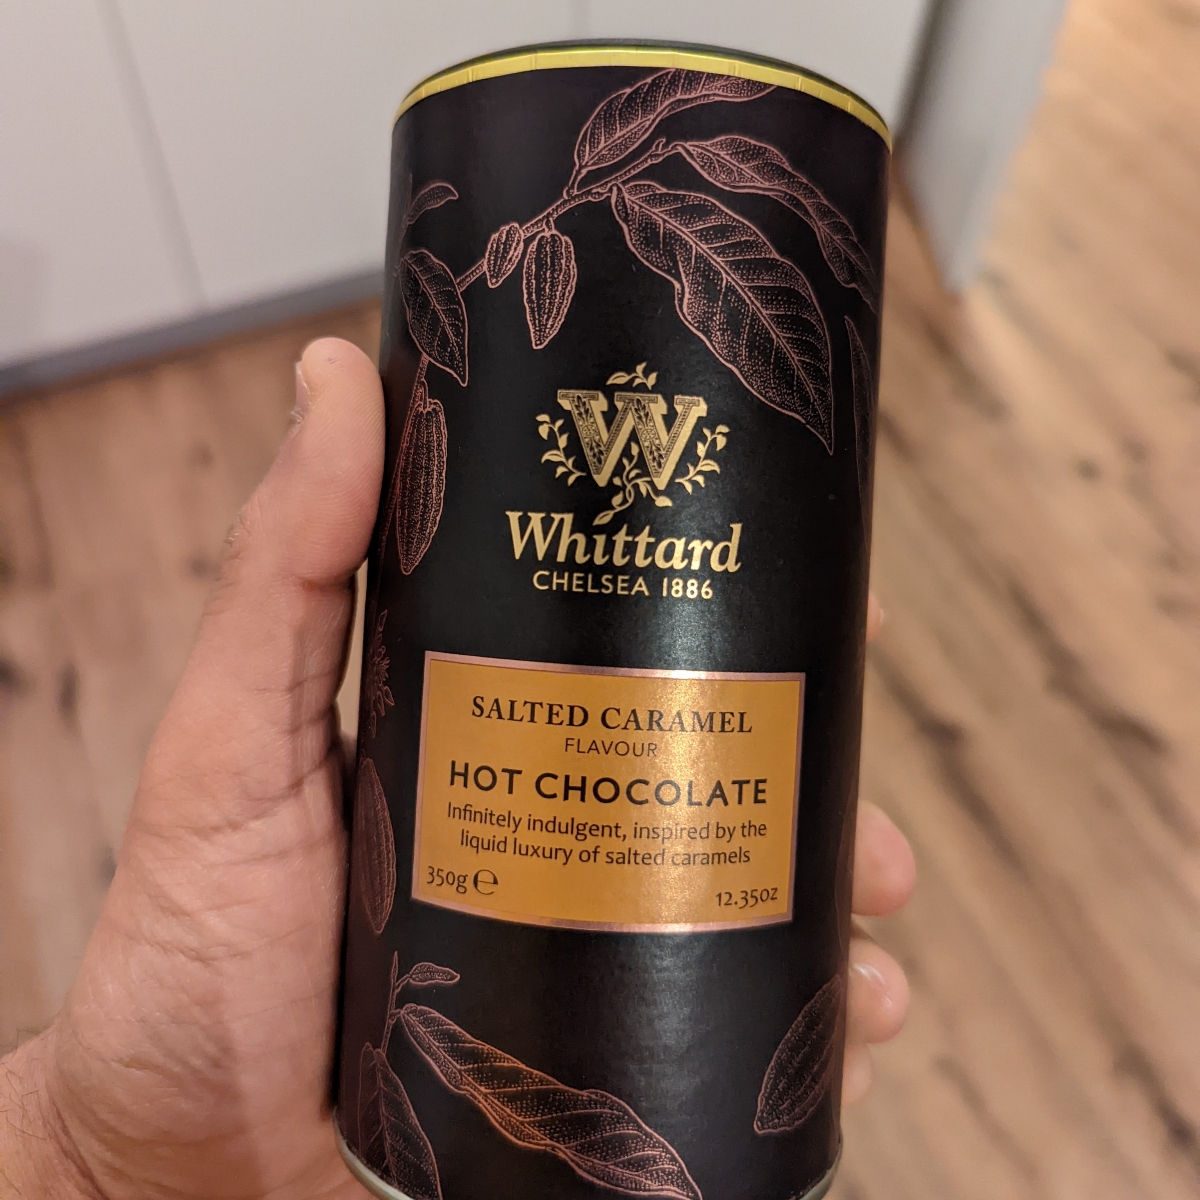 W
Whittard
CHELSEA 1886
SALTED CARAMEL
FLAVOUR
HOT CHOCOLATE
Infinitely indulgent, inspired by the
liquid luxury of salted caramels
350g ℮
12.35oz